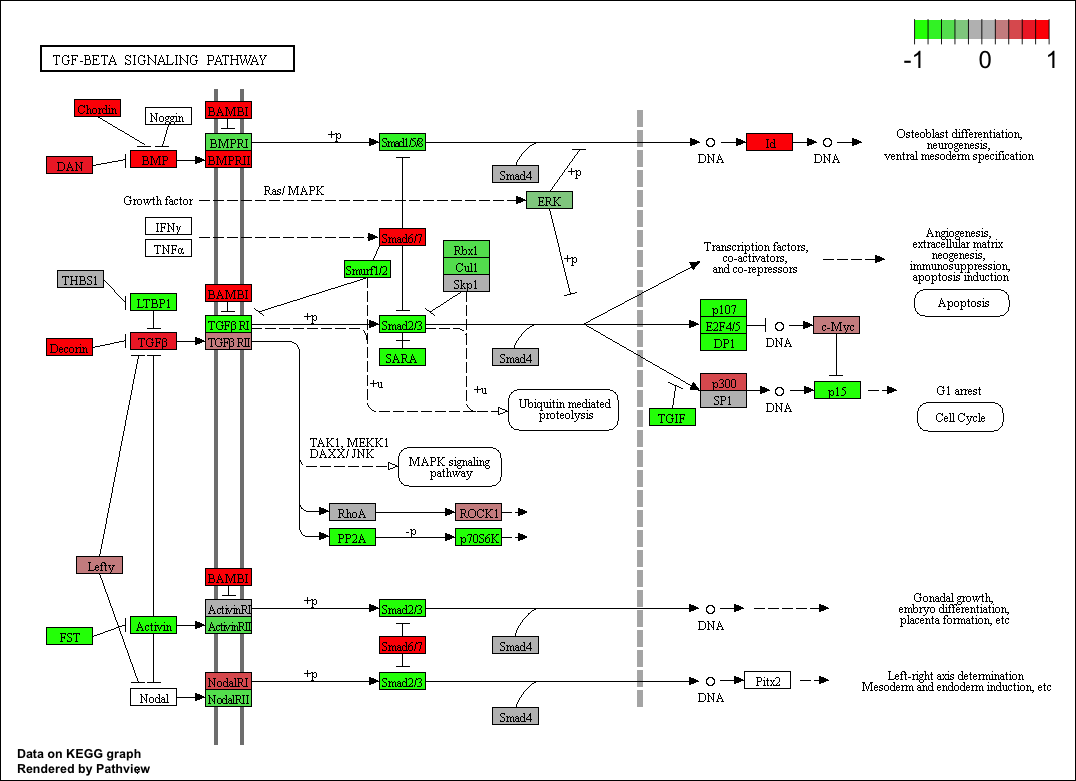 -1 0 1
TGF-BETA SIGNALING PATHWAY
Chordin
Noggin
BAMBI
BMPRI
+p
Smad1/5/8
DAN
BMP
BMPRII
Smad4
+p
DNA
Id
DNA
Osteoblast differentiation,
neurogenesis,
ventral mesoderm specification
Growth factor
Ras/ MAPK
ERK
IFNγ
TNFα
Smad6/7
Smurf1/2
Rbx1
Cul1
Skp1
+p
Transcription factors,
co-activators,
and co-repressors
Angiogenesis,
extracellular matrix
neogenesis,
immunosuppression,
apoptosis induction
Apoptosis
THBS1
LTBP1
BAMBI
TGFβ RI
+p
Smad2/3
Decorin
TGFβ
TGFβ RII
SARA
Smad4
p107
E2F4/5
DP1
DNA
c-Myc
+u
+u
Ubiquitin mediated
proteolysis
p300
SP1
DNA
p15
TGIF
G1 arrest
Cell Cycle
TAK1, MEKK1
DAXX/ JNK
MAPK signaling
pathway
RhoA
ROCK1
PP2A
-p
p70S6K
Lefty
BAMBI
ActivinRI
+p
Smad2/3
FST
Activin
ActivinRII
Smad6/7
Smad4
DNA
Gonadal growth,
embryo differentiation,
placenta formation, etc
Nodal
NodalRI
NodalRII
+p
Smad2/3
Smad4
DNA
Pitx2
Left-right axis determination
Mesoderm and endoderm induction, etc
Data on KEGG graph
Rendered by Pathview